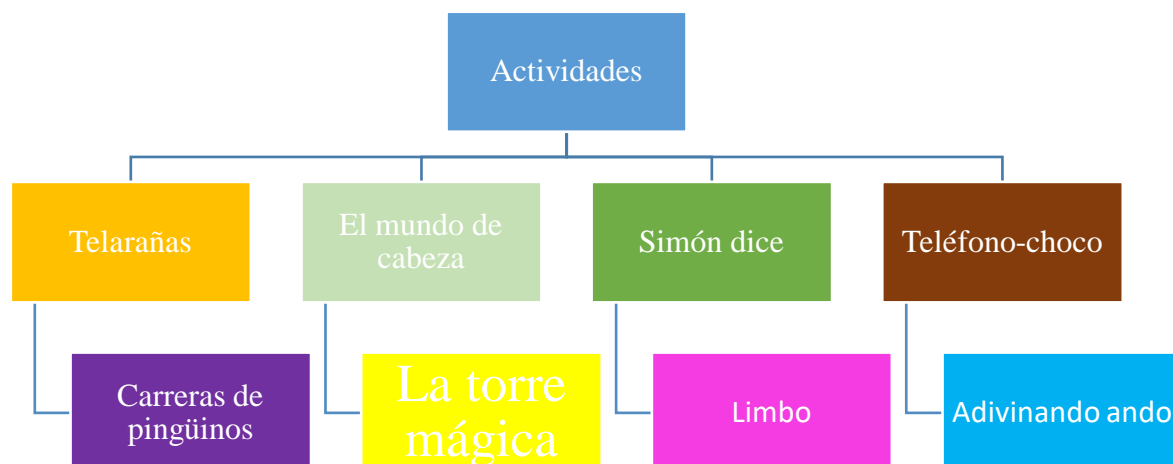 Actividades
Telarañas
El mundo de
cabeza
Simón dice
Teléfono-choco
Carreras de
pingüinos
La torre
mágica
Limbo
Adivinando ando